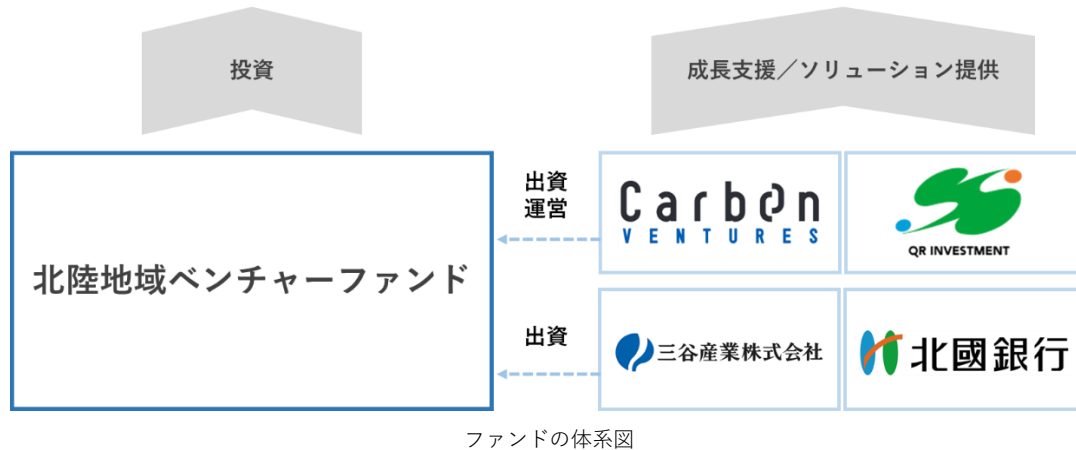 投資
成長支援／ソリューション提供
北陸地域ベンチャーファンド
出資
運営
Carbon
VENTURES
QR INVESTMENT
出資
三谷産業株式会社
北國銀行
ファンドの体系図